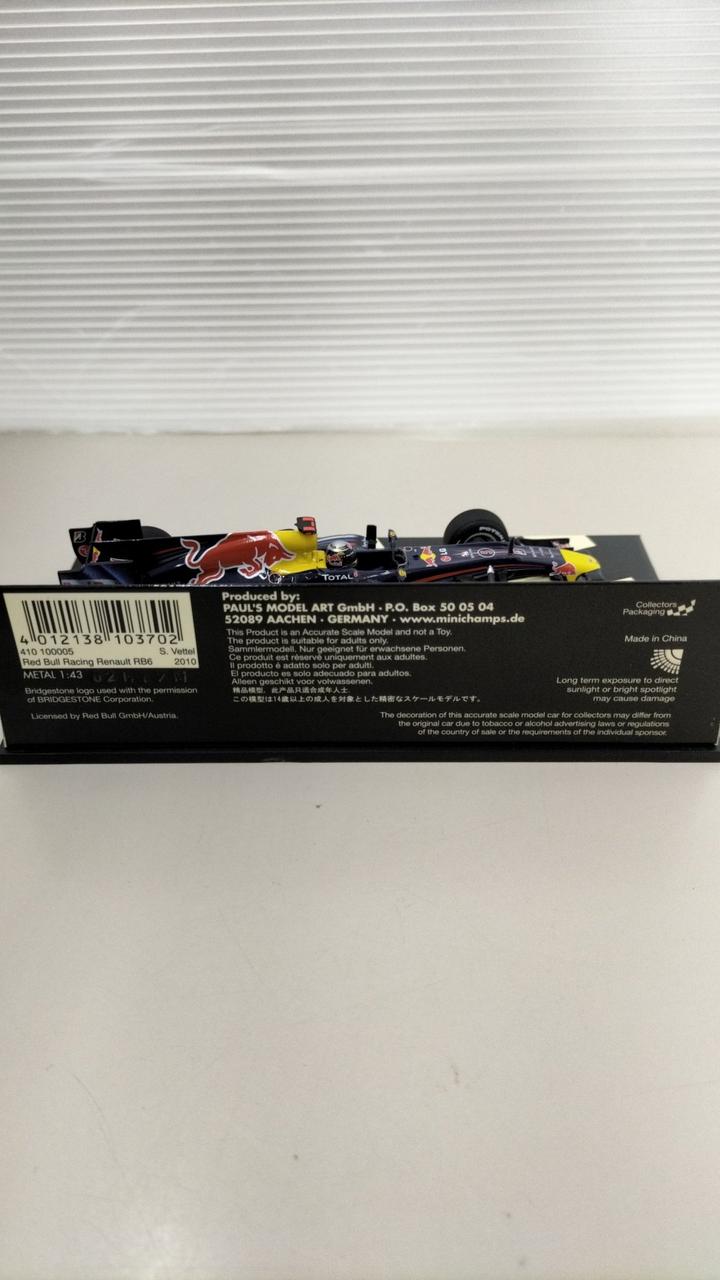 TOTAL
LG
4 012138 103702
410 100005 S. Vettel
Red Bull Racing Renault RB6 2010
METAL 1:43
Bridgestone logo used with the permission
of BRIDGESTONE Corporation.
Licensed by Red Bull GmbH/Austria.
Produced by:
PAUL'S MODEL ART GmbH · P.O. Box 50 05 04
52089 AACHEN · GERMANY · www.minichamps.de
This Product is an Accurate Scale Model and not a Toy.
The product is suitable for adults only.
Sammlermodell. Nur geeignet für erwachsene Personen.
Ce produit est réservé uniquement aux adultes.
Il prodotto é adatto solo per adulti.
El producto es solo adecuado para adultos.
Alleen geschikt voor volwassenen.
精品模型．此产品只适合成年人士．
この模型は14歳以上の成人を対象とした精密なスケールモデルです。
Collectors
Packaging
Made in China
Long term exposure to direct
sunlight or bright spotlight
may cause damage
The decoration of this accurate scale model car for collectors may differ from
the original car due to tobacco or alcohol advertising laws or regulations
of the country of sale or the requirements of the individual sponsor.